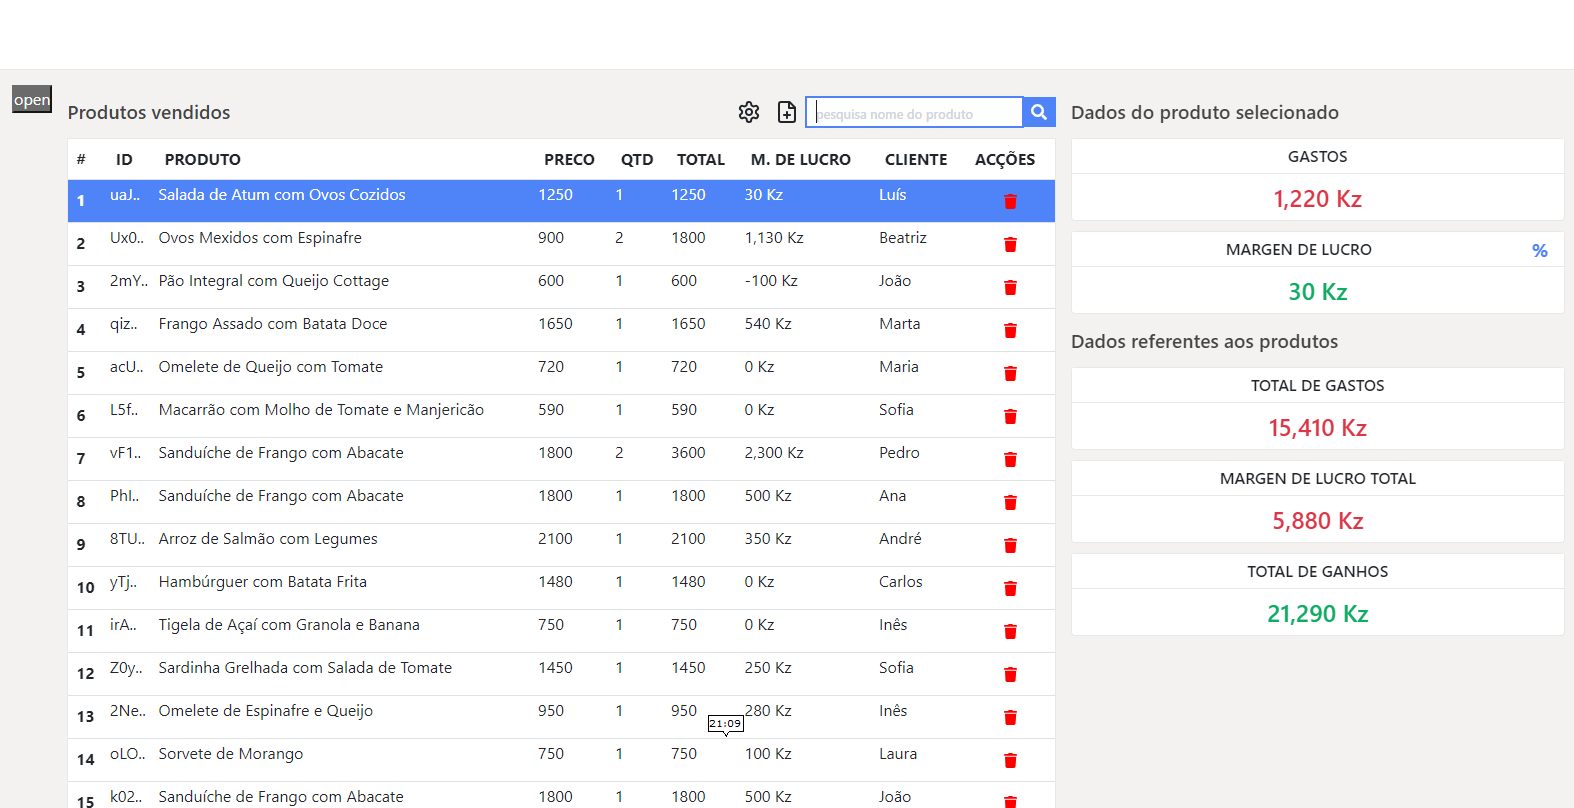 open
Produtos vendidos
pesquisa nome do produto
# ID PRODUTO PRECO QTD TOTAL M. DE LUCRO CLIENTE ACÇÕES
1 uaJ.. Salada de Atum com Ovos Cozidos 1250 1 1250 30 Kz Luís
2 Ux0.. Ovos Mexidos com Espinafre 900 2 1800 1,130 Kz Beatriz
3 2mY.. Pão Integral com Queijo Cottage 600 1 600 -100 Kz João
4 qiz.. Frango Assado com Batata Doce 1650 1 1650 540 Kz Marta
5 acU.. Omelete de Queijo com Tomate 720 1 720 0 Kz Maria
6 L5f.. Macarrão com Molho de Tomate e Manjericão 590 1 590 0 Kz Sofia
7 vF1.. Sanduíche de Frango com Abacate 1800 2 3600 2,300 Kz Pedro
8 PhI.. Sanduíche de Frango com Abacate 1800 1 1800 500 Kz Ana
9 8TU.. Arroz de Salmão com Legumes 2100 1 2100 350 Kz André
10 yTj.. Hambúrguer com Batata Frita 1480 1 1480 0 Kz Carlos
11 irA.. Tigela de Açaí com Granola e Banana 750 1 750 0 Kz Inês
12 Z0y.. Sardinha Grelhada com Salada de Tomate 1450 1 1450 250 Kz Sofia
13 2Ne.. Omelete de Espinafre e Queijo 950 1 950 280 Kz Inês
21:09
14 oLO.. Sorvete de Morango 750 1 750 100 Kz Laura
15 k02.. Sanduíche de Frango com Abacate 1800 1 1800 500 Kz João
Dados do produto selecionado
GASTOS
1,220 Kz
MARGEN DE LUCRO %
30 Kz
Dados referentes aos produtos
TOTAL DE GASTOS
15,410 Kz
MARGEN DE LUCRO TOTAL
5,880 Kz
TOTAL DE GANHOS
21,290 Kz